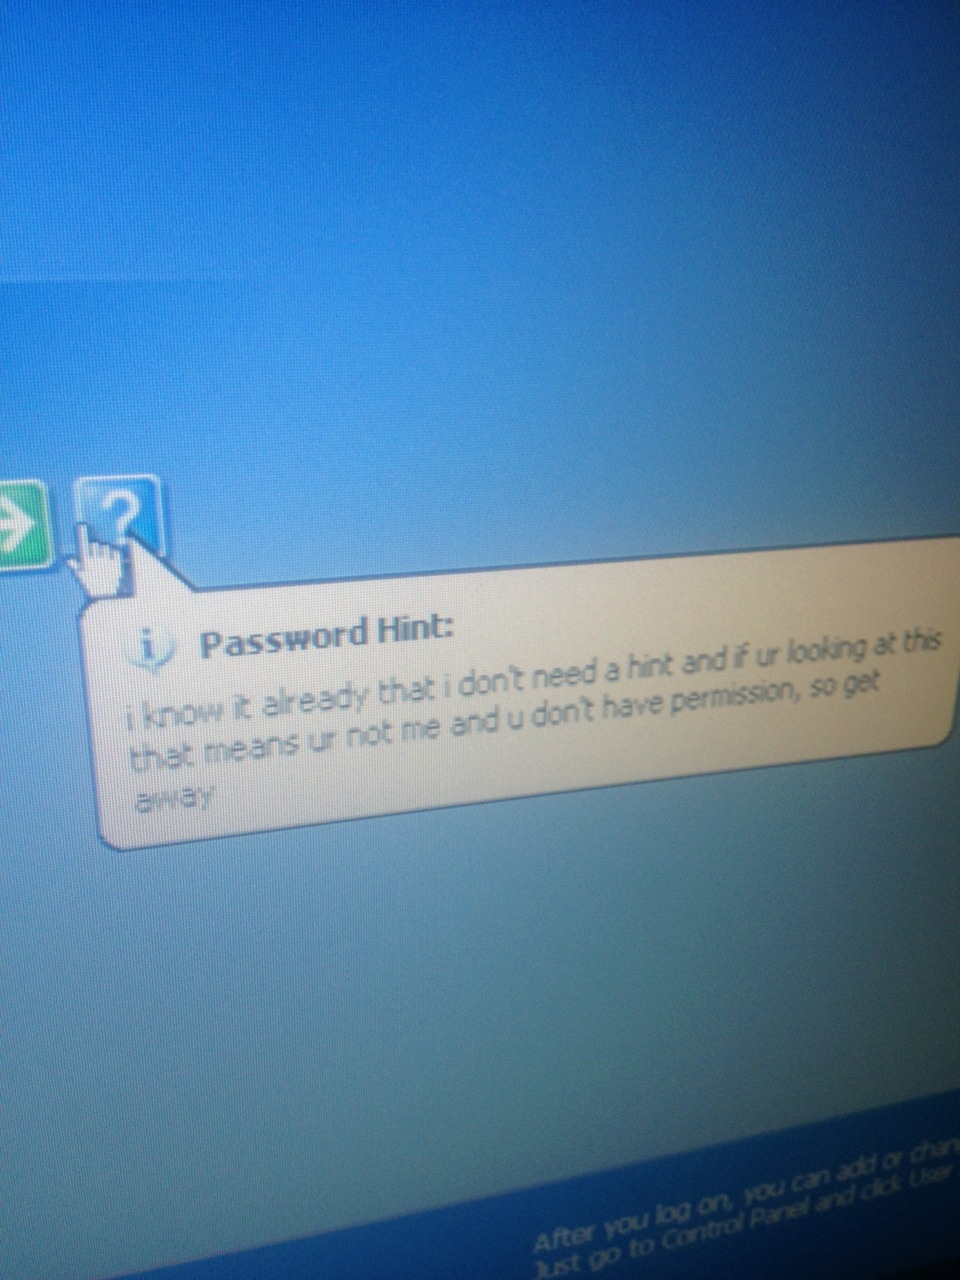 ?
i Password Hint:
i know it already that i don't need a hint and if ur looking at this
that means ur not me and u don't have permission, so get
away
After you log on, you can add or chan
Just go to Control Panel and click User